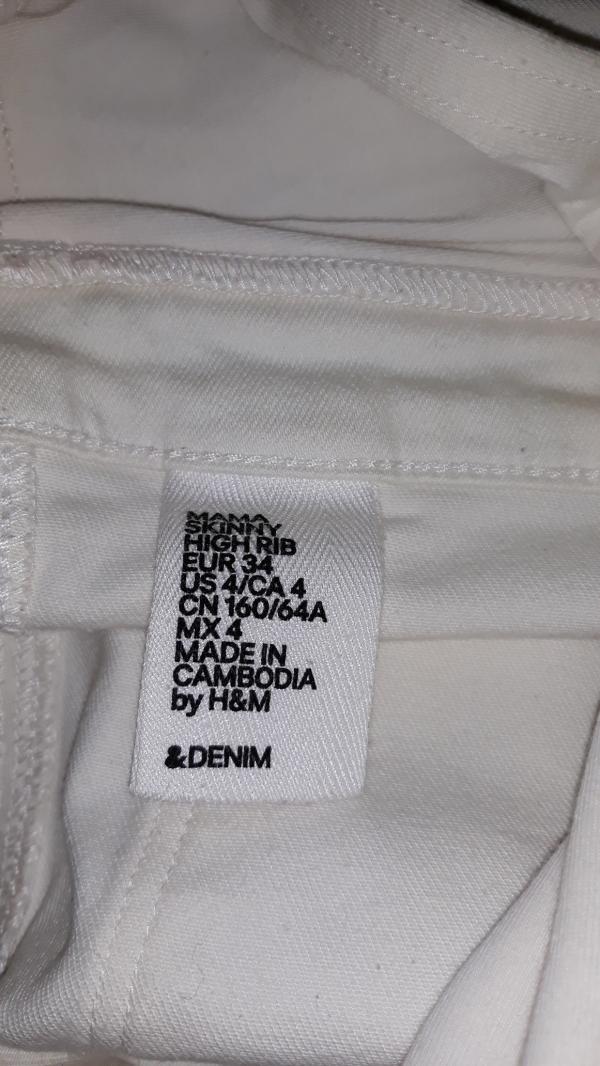 MAMA
SKINNY
HIGH RIB
EUR 34
US 4/CA 4
CN 160/64A
MX 4
MADE IN
CAMBODIA
by H&M
&DENIM